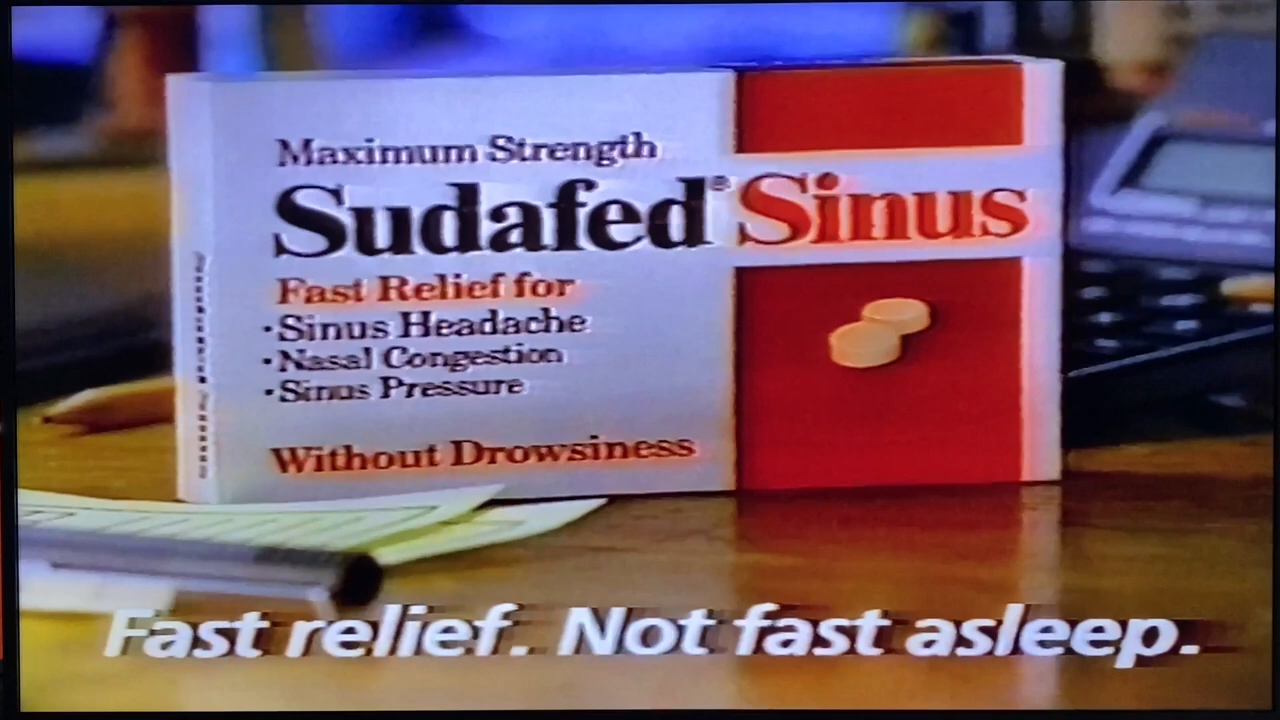 Maximum Strength
Sudafed® Sinus
Fast Relief for
•Sinus Headache
•Nasal Congestion
•Sinus Pressure
Without Drowsiness
Fast relief. Not fast asleep.